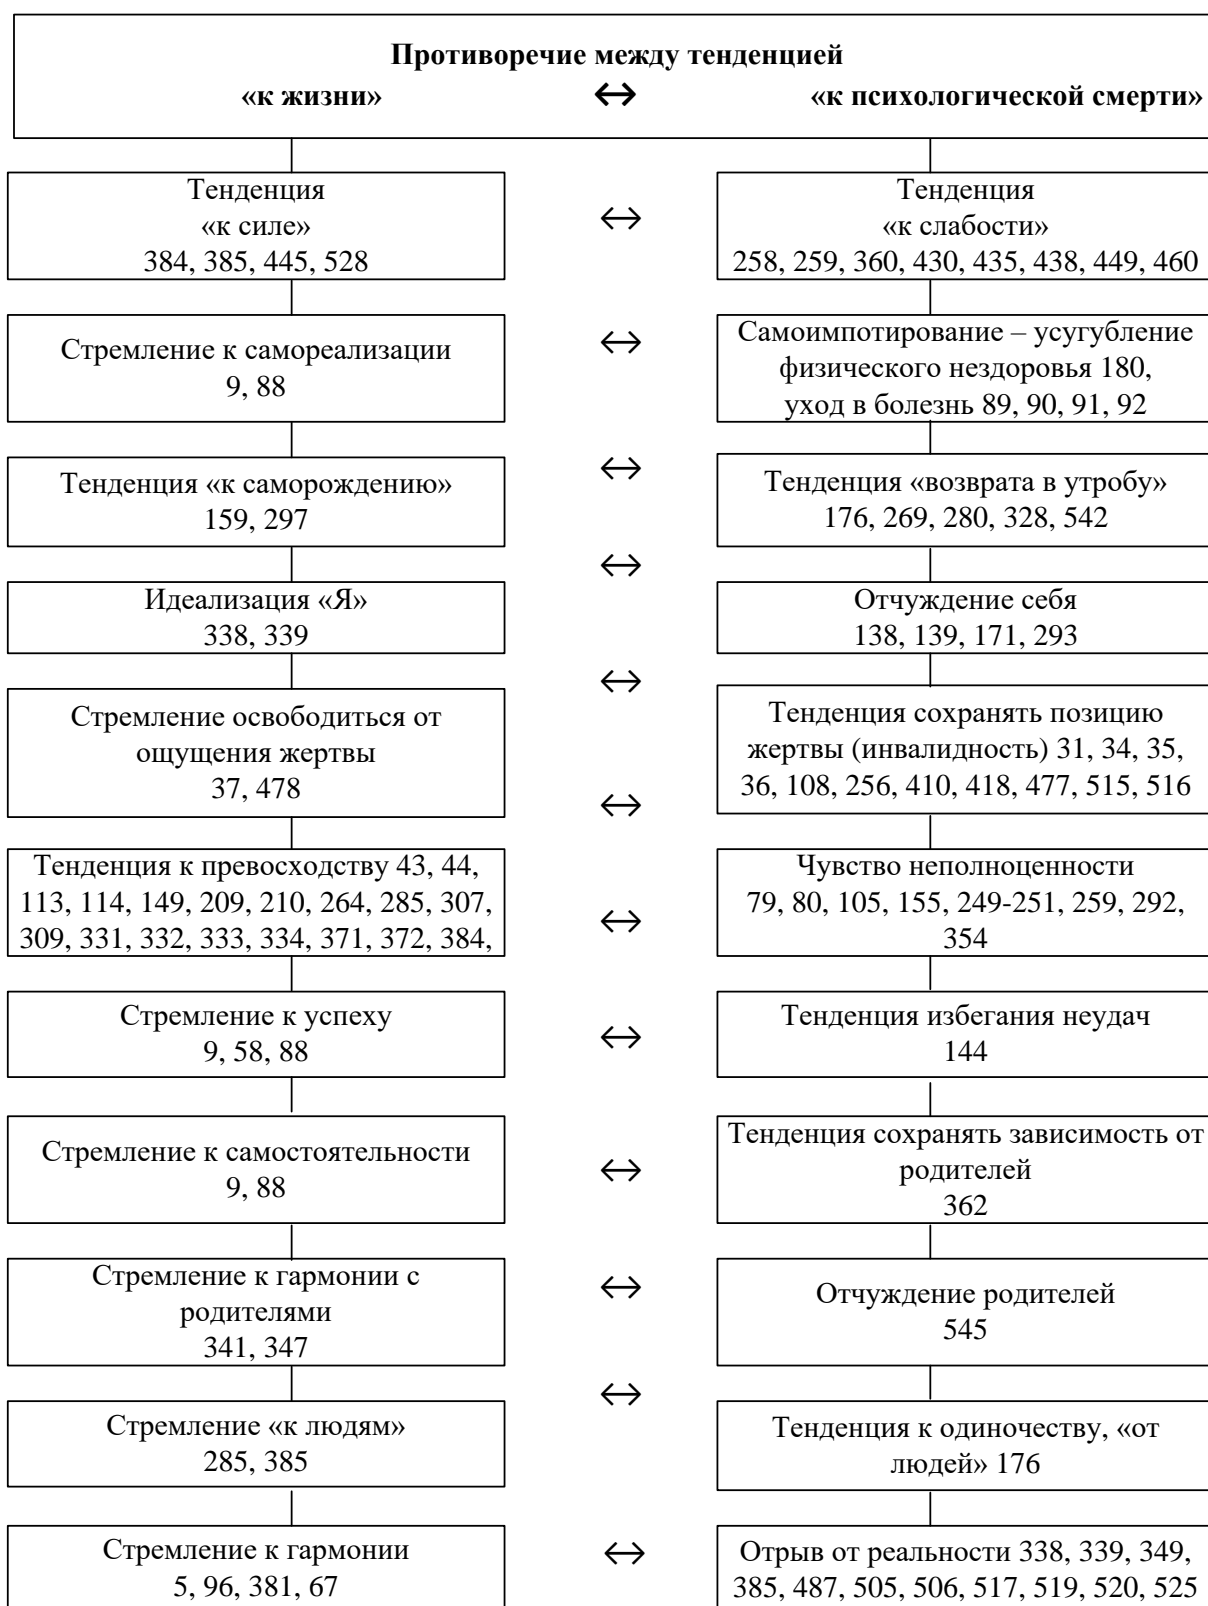 Противоречие между тенденцией
«к жизни» ↔ «к психологической смерти»
Тенденция
«к силе»
384, 385, 445, 528
↔
Тенденция
«к слабости»
258, 259, 360, 430, 435, 438, 449, 460
Стремление к самореализации
9, 88
↔
Самоимпотирование – усугубление
физического нездоровья 180,
уход в болезнь 89, 90, 91, 92
Тенденция «к саморождению»
159, 297
↔
Тенденция «возврата в утробу»
176, 269, 280, 328, 542
Идеализация «Я»
338, 339
↔
Отчуждение себя
138, 139, 171, 293
Стремление освободиться от
ощущения жертвы
37, 478
↔
Тенденция сохранять позицию
жертвы (инвалидность) 31, 34, 35,
36, 108, 256, 410, 418, 477, 515, 516
↔
Тенденция к превосходству 43, 44,
113, 114, 149, 209, 210, 264, 285, 307,
309, 331, 332, 333, 334, 371, 372, 384,
↔
Чувство неполноценности
79, 80, 105, 155, 249-251, 259, 292,
354
Стремление к успеху
9, 58, 88
↔
Тенденция избегания неудач
144
Стремление к самостоятельности
9, 88
↔
Тенденция сохранять зависимость от
родителей
362
Стремление к гармонии с
родителями
341, 347
↔
Отчуждение родителей
545
Стремление «к людям»
285, 385
↔
Тенденция к одиночеству, «от
людей» 176
Стремление к гармонии
5, 96, 381, 67
↔
Отрыв от реальности 338, 339, 349,
385, 487, 505, 506, 517, 519, 520, 525